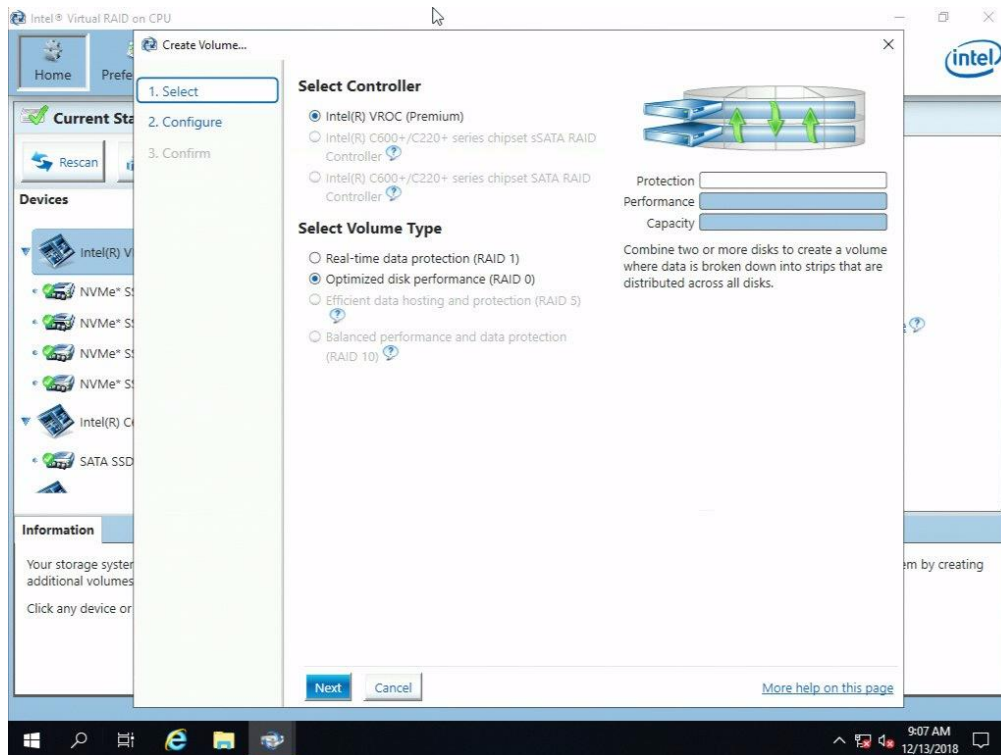 Intel® Virtual RAID on CPU
Home
Create Volume...
intel
Current
Rescan
Devices
Intel(R)
NVMe*
NVMe*
NVMe*
NVMe*
Intel(R)
SATA SSD
1. Select
2. Configure
3. Confirm
Select Controller
Intel(R) VROC (Premium)
Intel(R) C600+/C220+ series chipset sSATA RAID
Controller ?
Intel(R) C600+/C220+ series chipset SATA RAID
Controller ?
Select Volume Type
Real-time data protection (RAID 1)
Optimized disk performance (RAID 0)
Efficient data hosting and protection (RAID 5)
?
Balanced performance and data protection
(RAID 10) ?
Protection
Performance
Capacity
Combine two or more disks to create a volume
where data is broken down into strips that are
distributed across all disks.
?
Information
Your storage
additional volumes
by creating
Click any device or
Next
Cancel
More help on this page
9:07 AM
12/13/2018